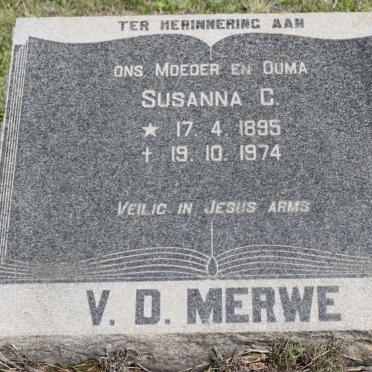 TER HERINNERING AAN
ONS MOEDER EN OUMA
SUSANNA C.
★ 17. 4. 1895
† 19. 10. 1974
VEILIG IN JESUS ARMS
V. D. MERWE